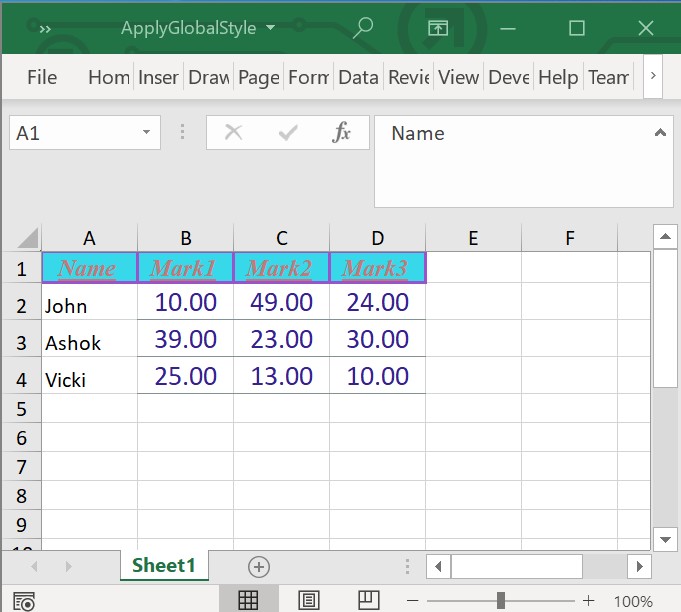 ApplyGlobalStyle
File Hom Inser Draw Page Form Data Revie View Deve Help Team
A1 fx Name
A B C D E F
1 Name Mark1 Mark2 Mark3
2 John 10.00 49.00 24.00
3 Ashok 39.00 23.00 30.00
4 Vicki 25.00 13.00 10.00
5
6
7
8
9
10
Sheet1
100%